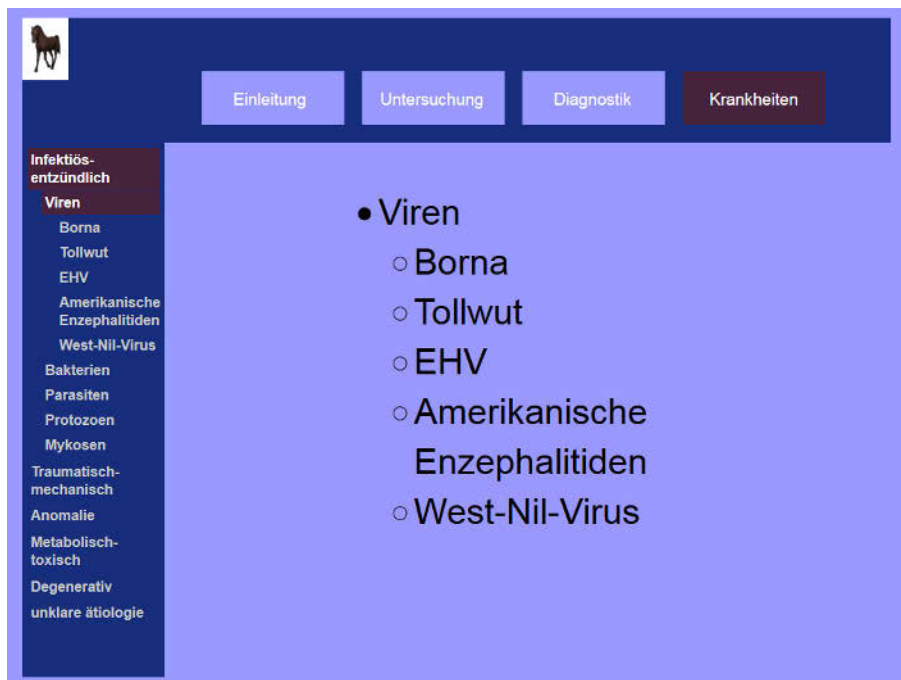 Einleitung
Untersuchung
Diagnostik
Krankheiten
Infektiös-
entzündlich
Viren
Borna
Tollwut
EHV
Amerikanische
Enzephalitiden
West-Nil-Virus
Bakterien
Parasiten
Protozoen
Mykosen
Traumatisch-
mechanisch
Anomalie
Metabolisch-
toxisch
Degenerativ
unklare ätiologie
• Viren
○ Borna
○ Tollwut
○ EHV
○ Amerikanische
Enzephalitiden
○ West-Nil-Virus